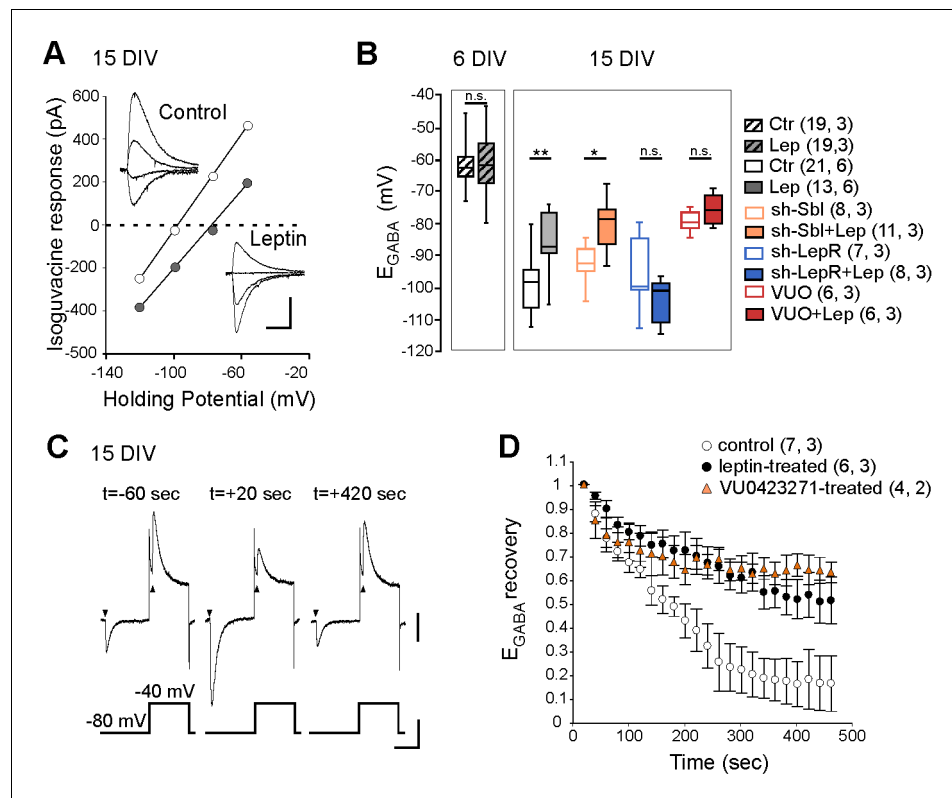 A 15 DIV
Isoguvacine response (pA)
600
400
200
0
-200
-400
-500
Control
Leptin
-140
-100
-60
-20
Holding Potential (mV)
B 6 DIV 15 DIV
E GABA (mV)
-40
-50
-60
-70
-80
-90
-100
-110
-120
n.s.
**
*
n.s.
n.s.
Ctr (19, 3)
Lep (19,3)
Ctr (21, 6)
Lep (13, 6)
sh-Sbl (8, 3)
sh-Sbl+Lep (11, 3)
sh-LepR (7, 3)
sh-LepR+Lep (8, 3)
VUO (6, 3)
VUO+Lep (6, 3)
C 15 DIV
t=-60 sec t=+20 sec t=+420 sec
-40 mV
-80 mV
D
control (7, 3)
leptin-treated (6, 3)
VU0423271-treated (4, 2)
E GABA recovery
1.1
1
0.9
0.8
0.7
0.6
0.5
0.4
0.3
0.2
0.1
0
0 100 200 300 400 500
Time (sec)